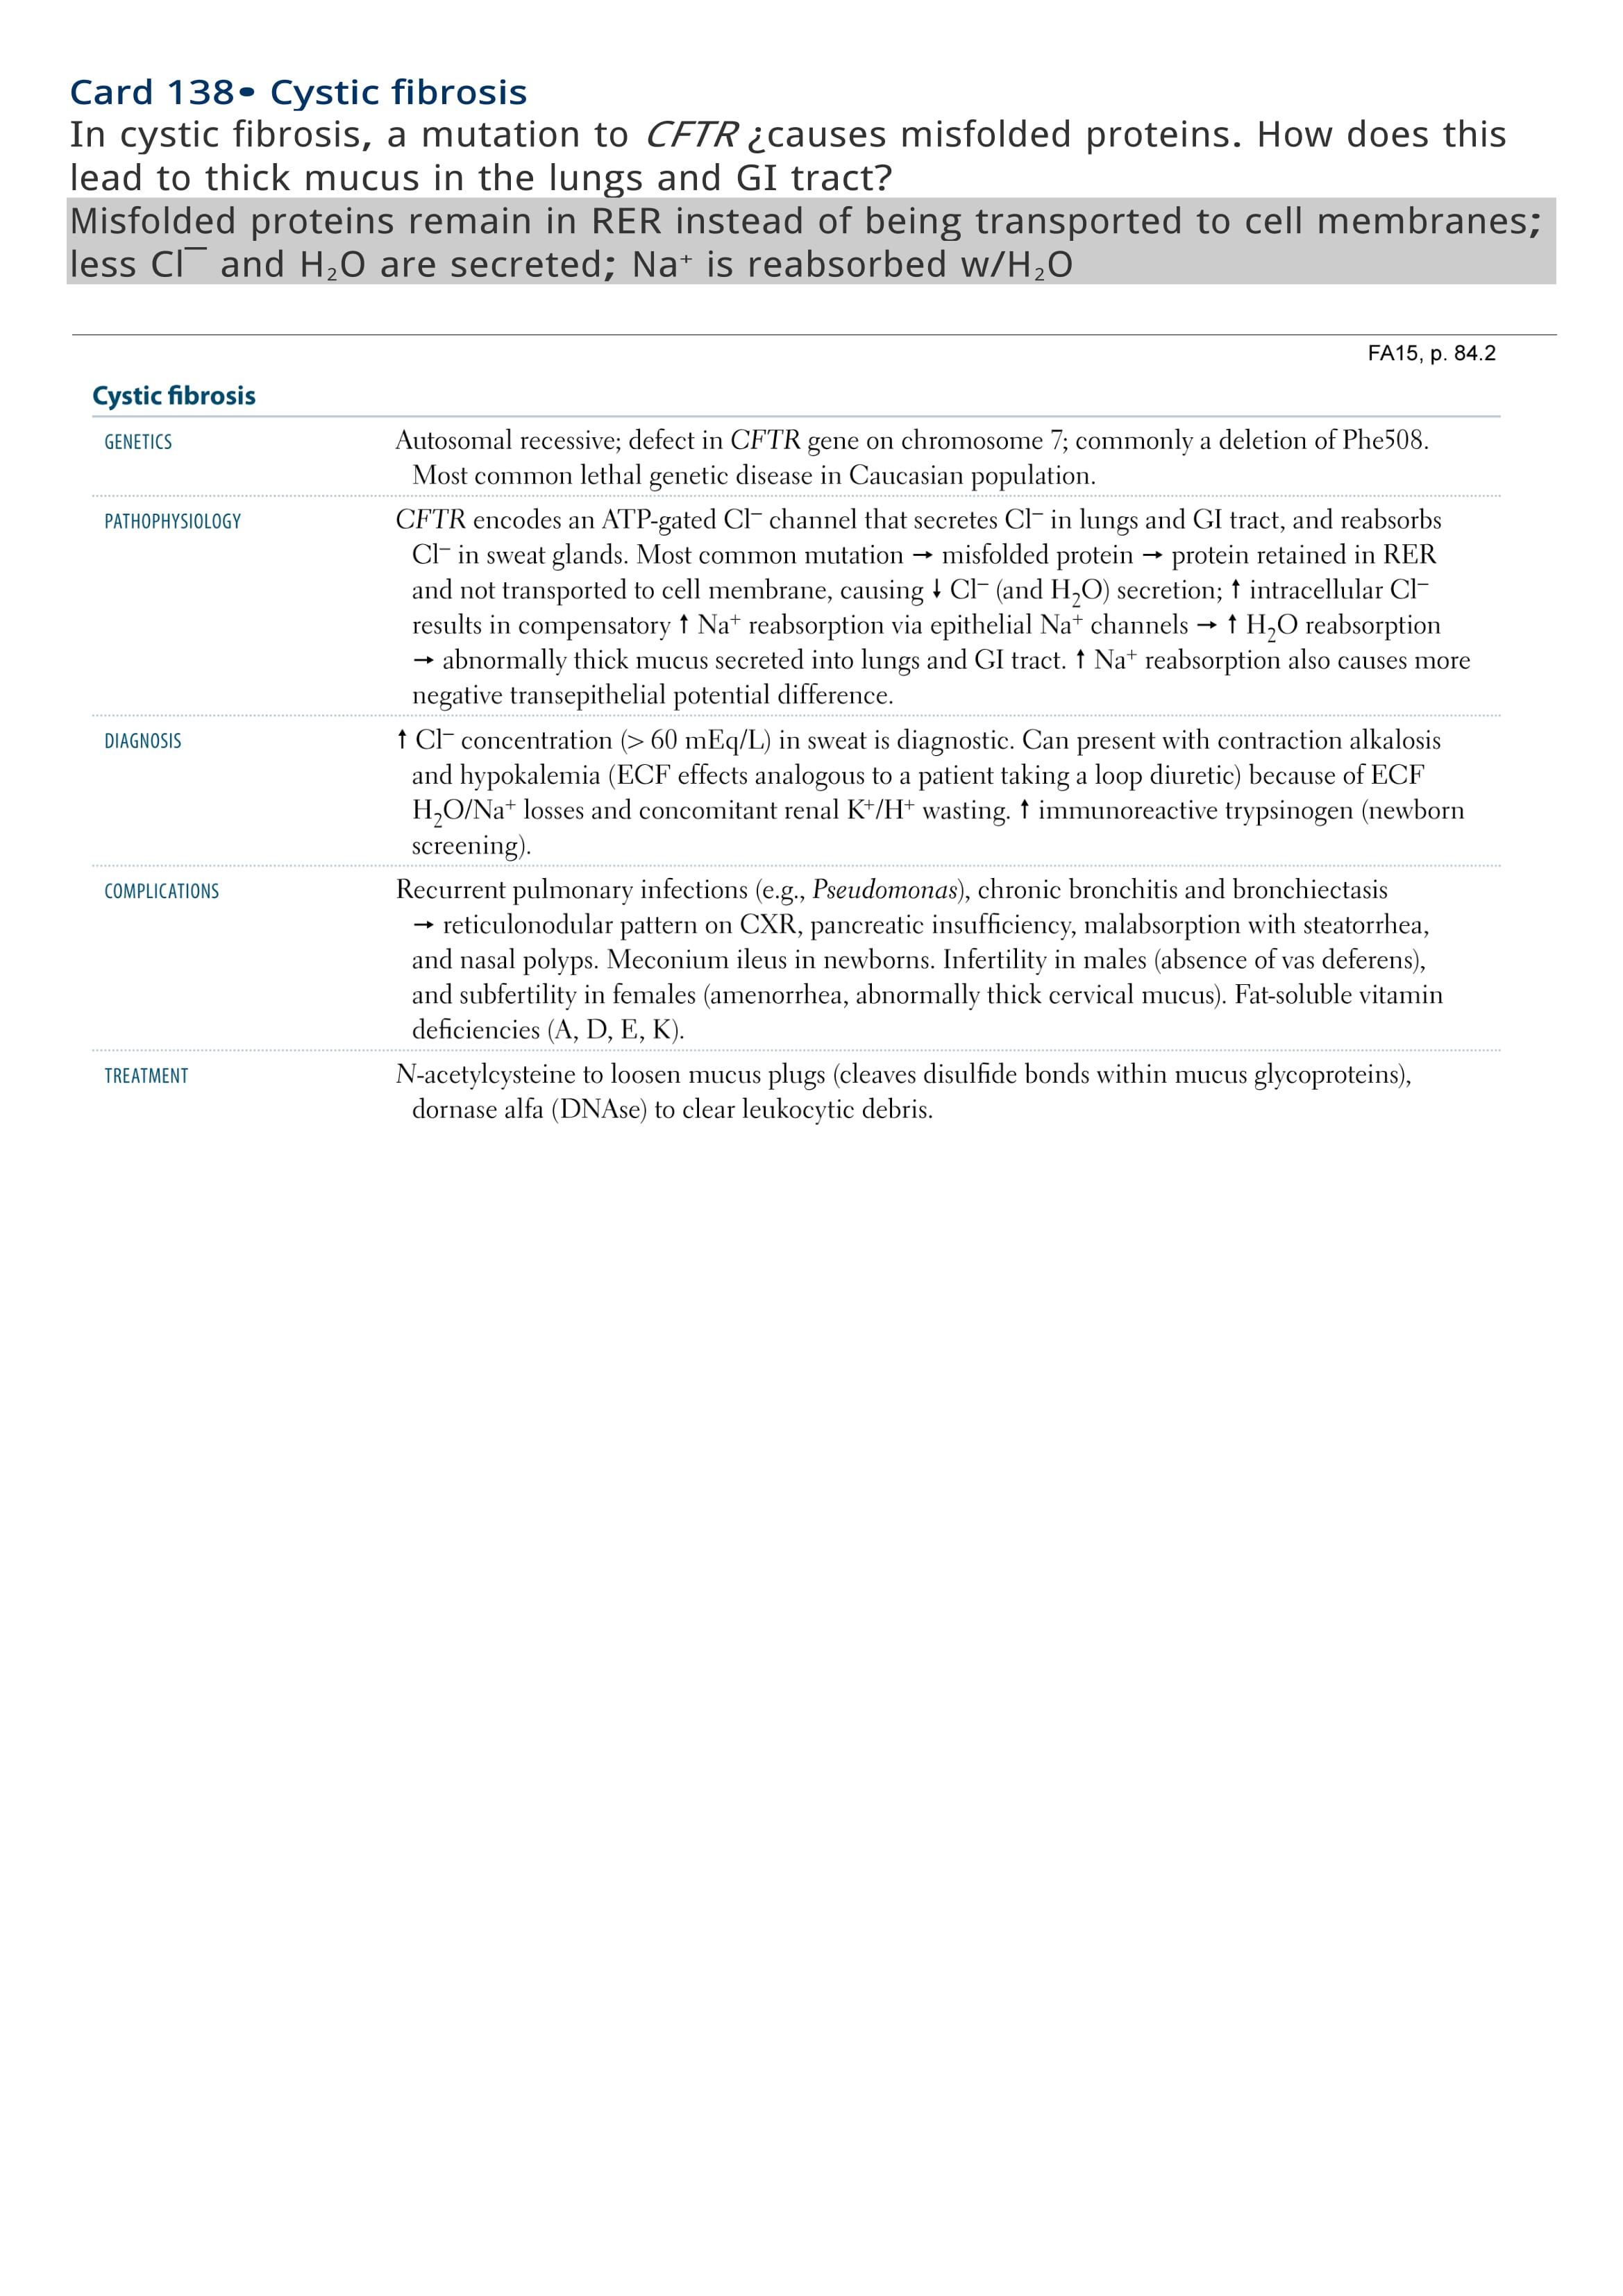 Card 138• Cystic fibrosis
In cystic fibrosis, a mutation to CFTR ¿causes misfolded proteins. How does this
lead to thick mucus in the lungs and GI tract?
Misfolded proteins remain in RER instead of being transported to cell membranes;
less Cl¯ and H₂O are secreted; Na⁺ is reabsorbed w/H₂O
FA15, p. 84.2
Cystic fibrosis
GENETICS
Autosomal recessive; defect in CFTR gene on chromosome 7; commonly a deletion of Phe508.
Most common lethal genetic disease in Caucasian population.
PATHOPHYSIOLOGY
CFTR encodes an ATP-gated Cl⁻ channel that secretes Cl⁻ in lungs and GI tract, and reabsorbs
Cl⁻ in sweat glands. Most common mutation → misfolded protein → protein retained in RER
and not transported to cell membrane, causing ↓ Cl⁻ (and H₂O) secretion; ↑ intracellular Cl⁻
results in compensatory ↑ Na⁺ reabsorption via epithelial Na⁺ channels → ↑ H₂O reabsorption
→ abnormally thick mucus secreted into lungs and GI tract. ↑ Na⁺ reabsorption also causes more
negative transepithelial potential difference.
DIAGNOSIS
↑ Cl⁻ concentration (> 60 mEq/L) in sweat is diagnostic. Can present with contraction alkalosis
and hypokalemia (ECF effects analogous to a patient taking a loop diuretic) because of ECF
H₂O/Na⁺ losses and concomitant renal K⁺/H⁺ wasting. ↑ immunoreactive trypsinogen (newborn
screening).
COMPLICATIONS
Recurrent pulmonary infections (e.g., Pseudomonas), chronic bronchitis and bronchiectasis
→ reticulonodular pattern on CXR, pancreatic insufficiency, malabsorption with steatorrhea,
and nasal polyps. Meconium ileus in newborns. Infertility in males (absence of vas deferens),
and subfertility in females (amenorrhea, abnormally thick cervical mucus). Fat-soluble vitamin
deficiencies (A, D, E, K).
TREATMENT
N-acetylcysteine to loosen mucus plugs (cleaves disulfide bonds within mucus glycoproteins),
dornase alfa (DNAse) to clear leukocytic debris.